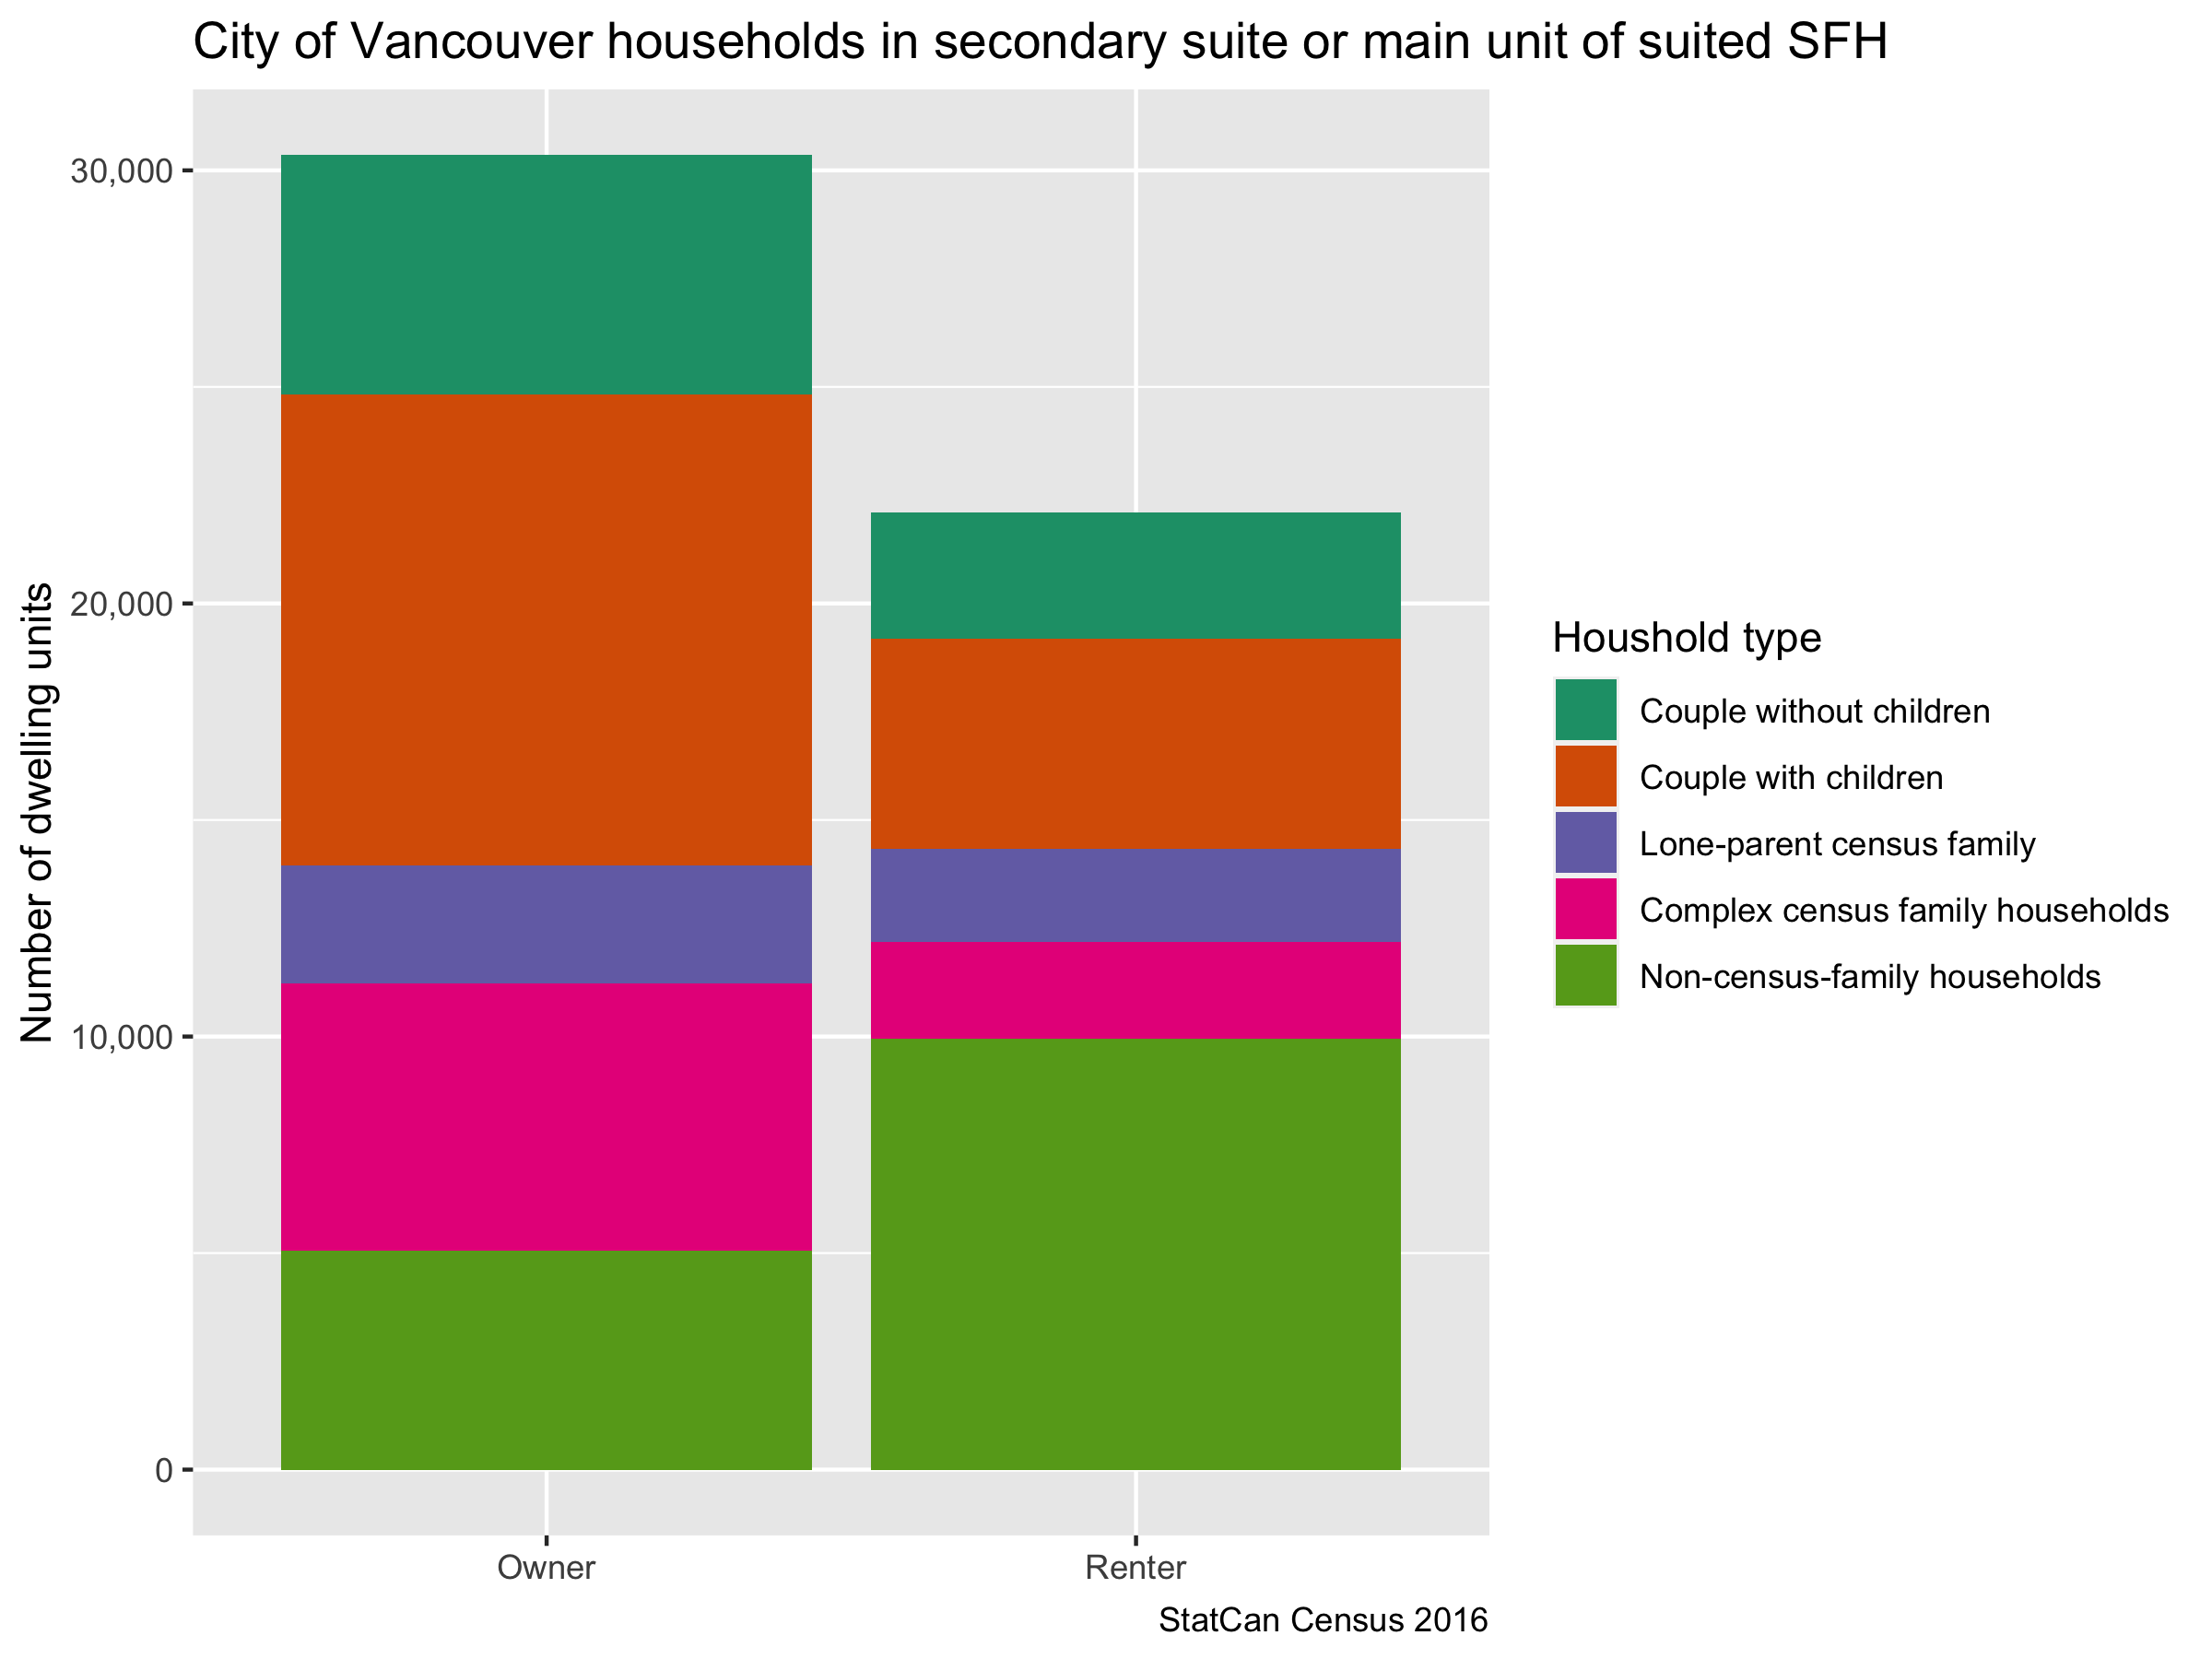 City of Vancouver households in secondary suite or main unit of suited SFH
Number of dwelling units
30,000
20,000
10,000
0
Owner
Renter
Houshold type
Couple without children
Couple with children
Lone-parent census family
Complex census family households
Non-census-family households
StatCan Census 2016